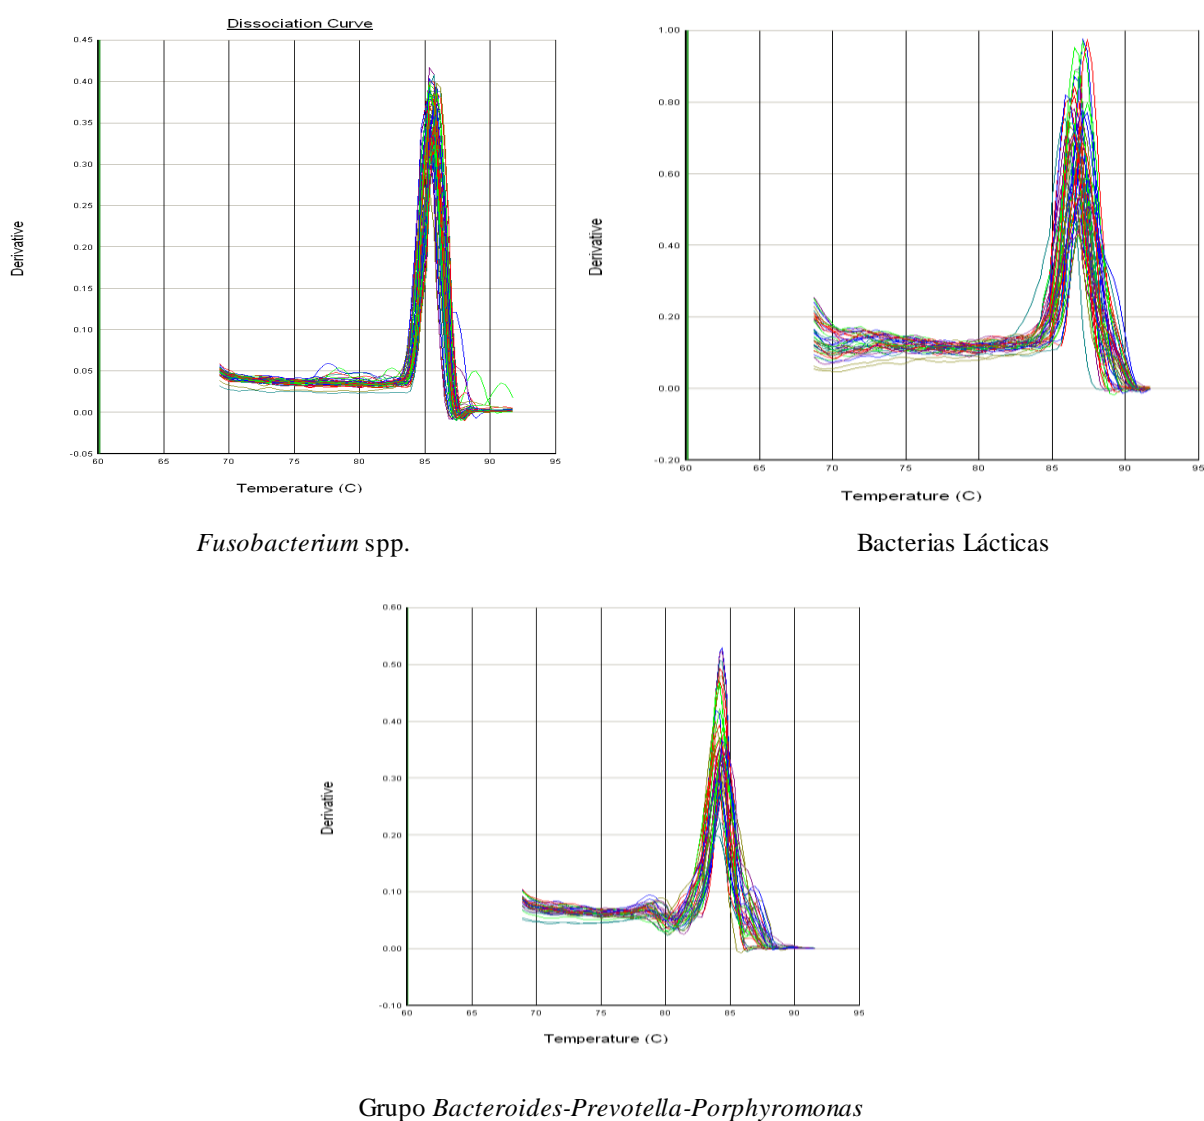 Dissociation Curve
0.45
0.40
0.35
0.30
0.25
0.20
0.15
0.10
0.05
0.00
-0.05
Derivative
60 65 70 75 80 85 90 95
Temperature (C)
1.00
0.80
0.60
0.40
0.20
0.00
-0.20
Derivative
60 65 70 75 80 85 90 95
Temperature (C)
Fusobacterium spp.
Bacterias Lácticas
0.60
0.50
0.40
0.30
0.20
0.10
0.00
-0.10
Derivative
60 65 70 75 80 85 90 95
Temperature (C)
Grupo Bacteroides-Prevotella-Porphyromonas